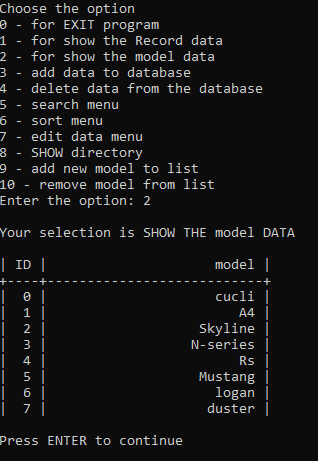 Choose the option
0 - for EXIT program
1 - for show the Record data
2 - for show the model data
3 - add data to database
4 - delete data from the database
5 - search menu
6 - sort menu
7 - edit data menu
8 - SHOW directory
9 - add new model to list
10 - remove model from list
Enter the option: 2

Your selection is SHOW THE model DATA

| ID |                     model |
+----+---------------------------+
|  0 |                     cucli |
|  1 |                        A4 |
|  2 |                   Skyline |
|  3 |                  N-series |
|  4 |                        Rs |
|  5 |                   Mustang |
|  6 |                     logan |
|  7 |                    duster |

Press ENTER to continue